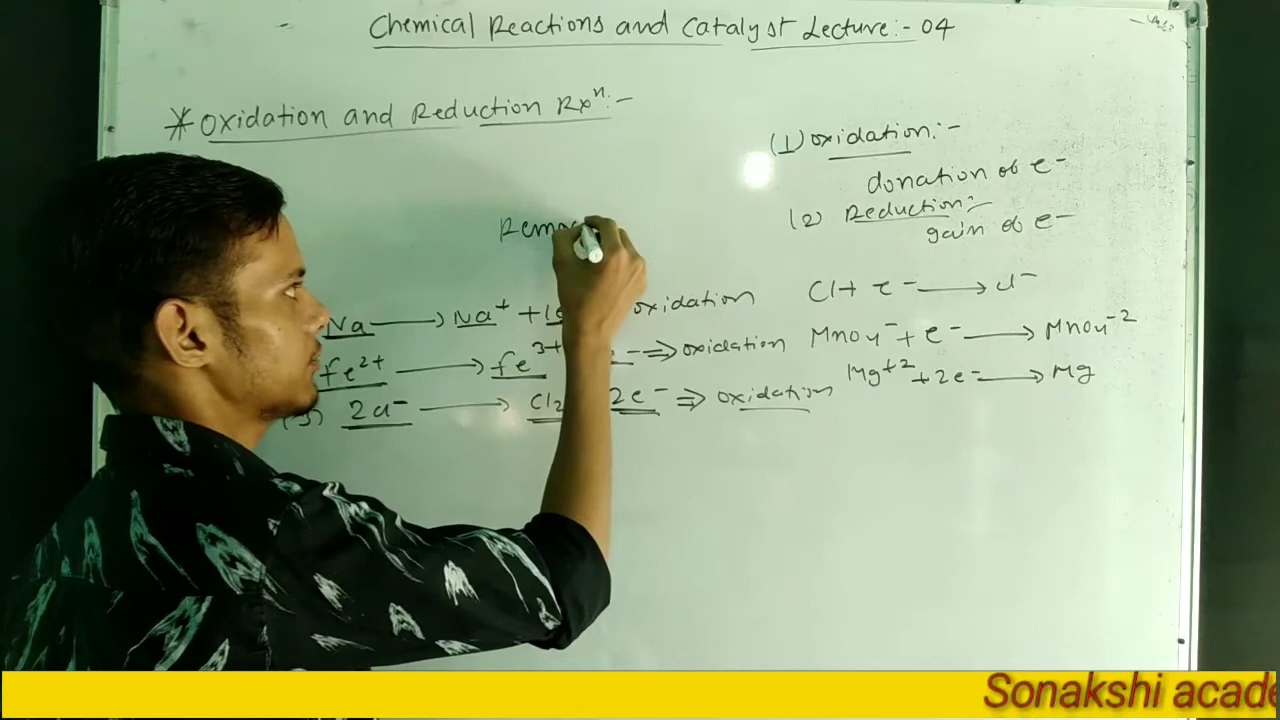 Chemical Reactions and Catalyst Lecture:- 04
*Oxidation and Reduction Rxⁿ:-
(1) Oxidation:-
donation of e-
(2) Reduction:-
gain of e-
Remo
Na → Na⁺ + 1e oxidation
Cl + e- → Cl-
fe²⁺ → fe³⁺ - ⇒ oxidation
MnO₄⁻ + e- → MnO₄⁻²
(3) 2Cl⁻ → Cl₂ 2e- ⇒ oxidation
Mg⁺² + 2e- → Mg
Sonakshi acade